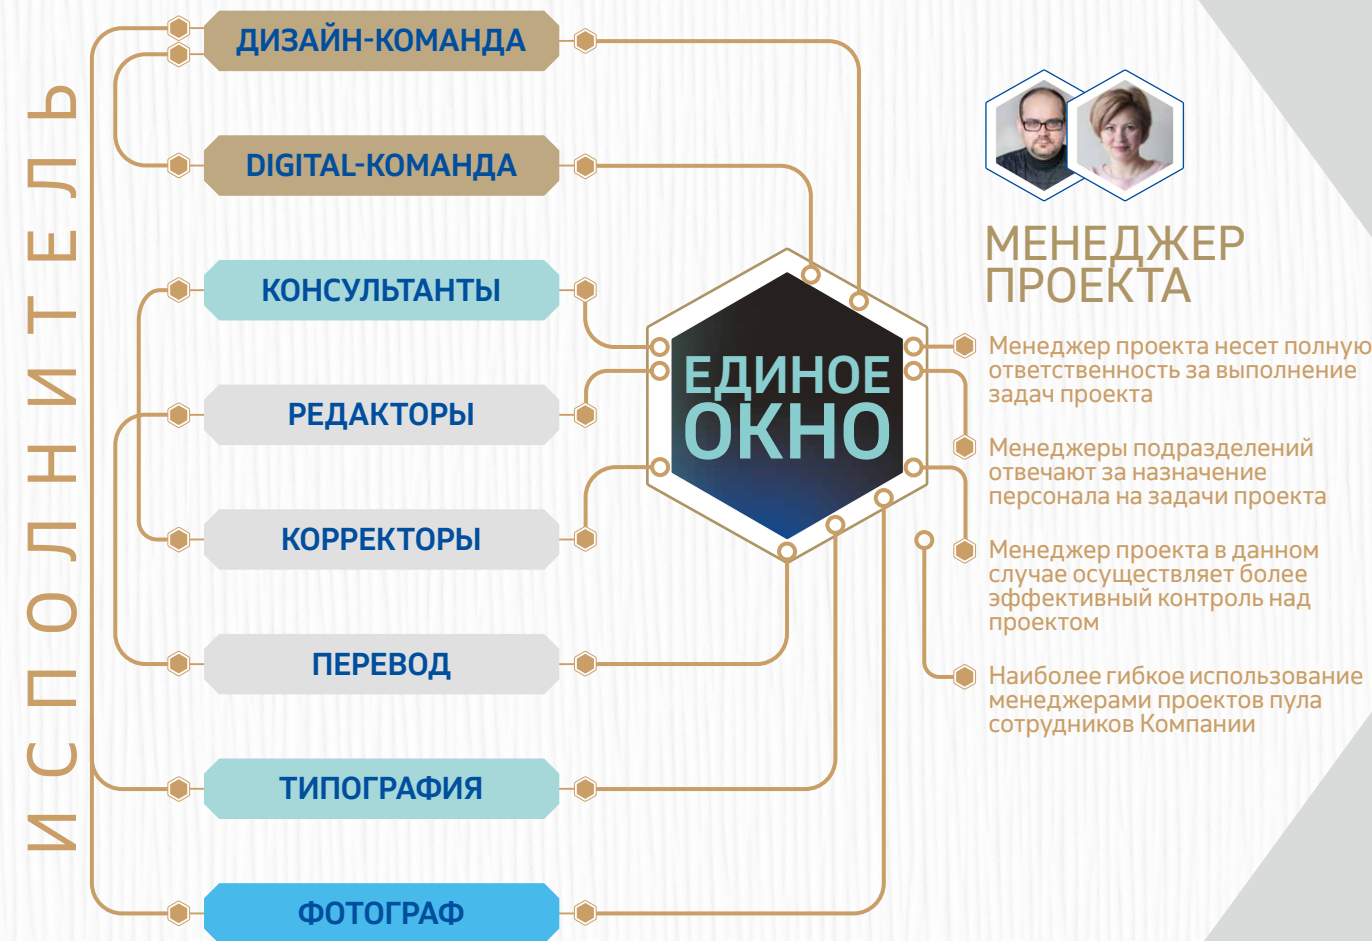 ИСПОЛНИТЕЛЬ
ДИЗАЙН-КОМАНДА
DIGITAL-КОМАНДА
КОНСУЛЬТАНТЫ
РЕДАКТОРЫ
КОРРЕКТОРЫ
ПЕРЕВОД
ТИПОГРАФИЯ
ФОТОГРАФ
ЕДИНОЕ
ОКНО
МЕНЕДЖЕР
ПРОЕКТА
Менеджер проекта несет полную
ответственность за выполнение
задач проекта
Менеджеры подразделений
отвечают за назначение
персонала на задачи проекта
Менеджер проекта в данном
случае осуществляет более
эффективный контроль над
проектом
Наиболее гибкое использование
менеджерами проектов пула
сотрудников Компании